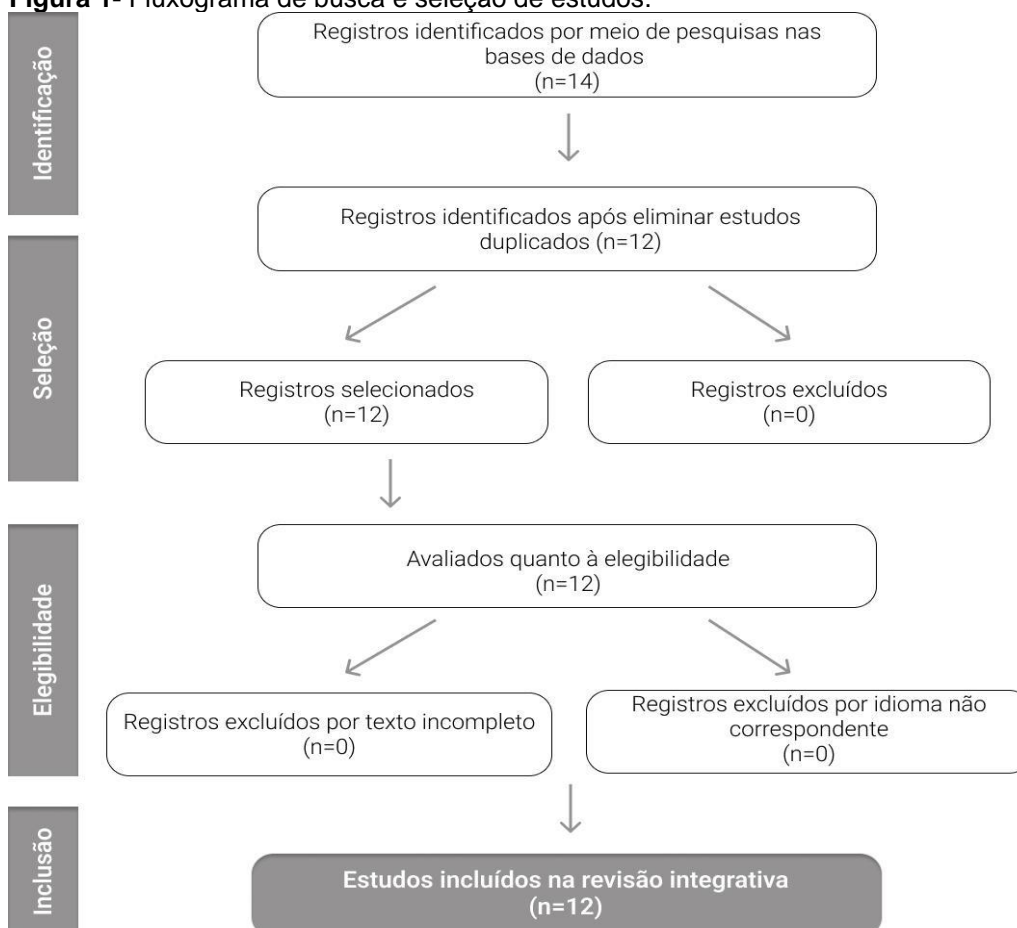 Figura 1- Fluxograma de busca e seleção de estudos.
Identificação
Registros identificados por meio de pesquisas nas
bases de dados
(n=14)
Registros identificados após eliminar estudos
duplicados (n=12)
Seleção
Registros selecionados
(n=12)
Registros excluídos
(n=0)
Elegibilidade
Avaliados quanto à elegibilidade
(n=12)
Registros excluídos por texto incompleto
(n=0)
Registros excluídos por idioma não
correspondente
(n=0)
Inclusão
Estudos incluídos na revisão integrativa
(n=12)